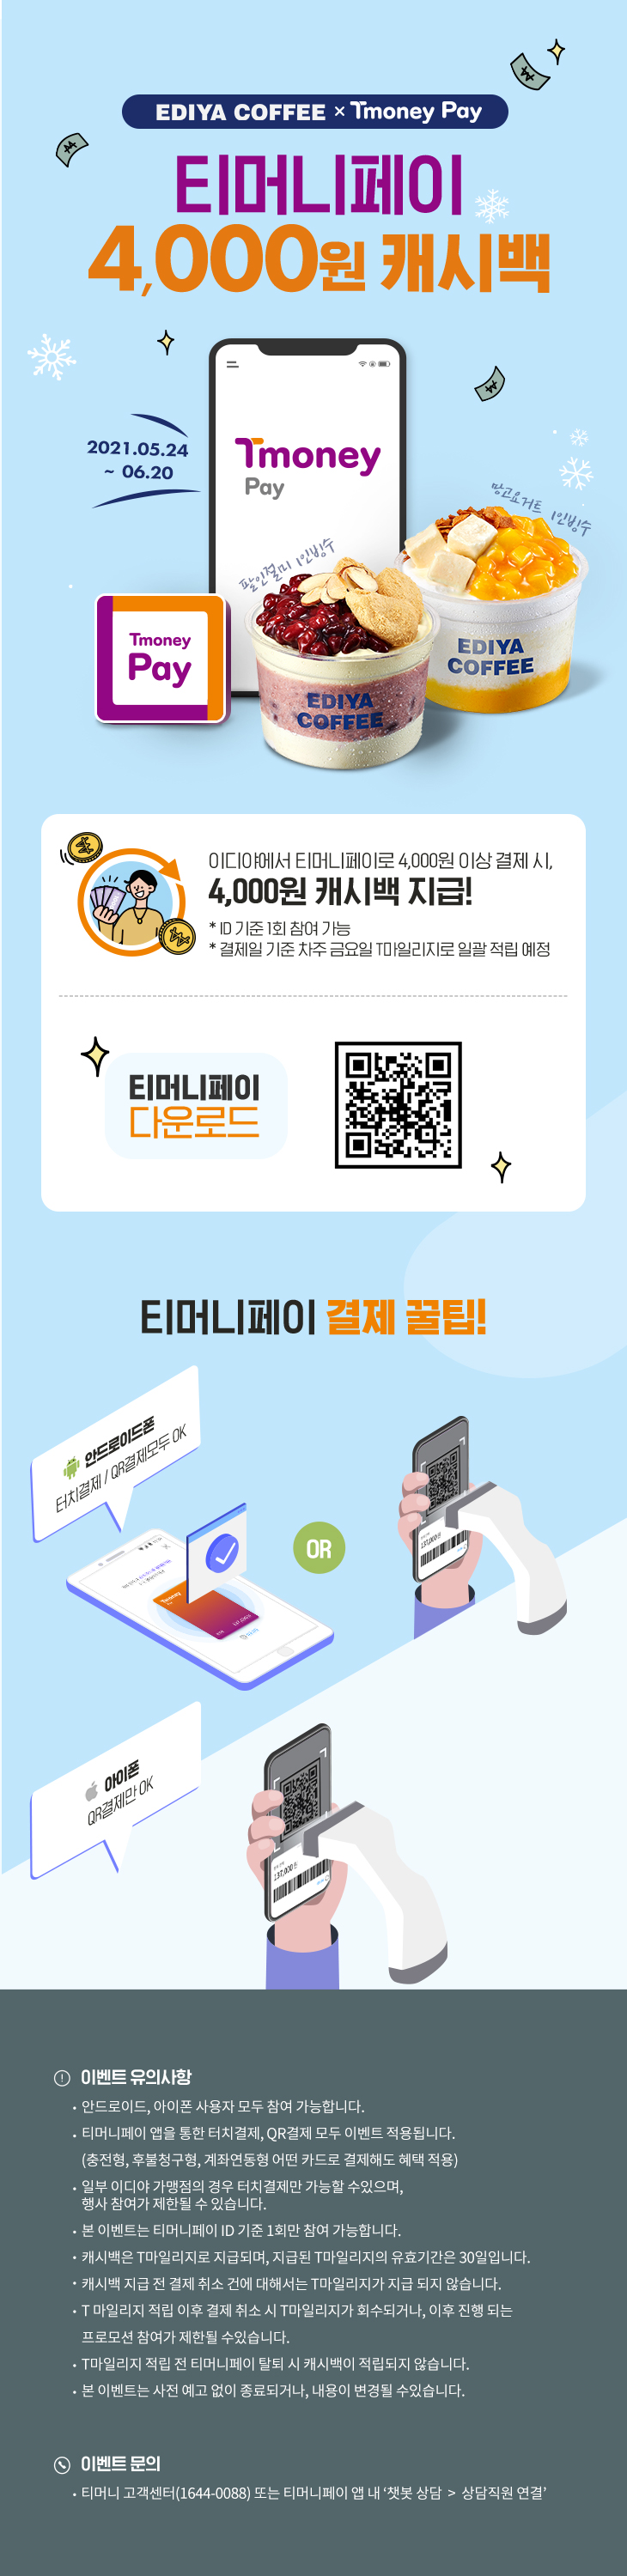 EDIYA COFFEE × Tmoney Pay
티머니페이
4,000원 캐시백
2021.05.24
~ 06.20
Tmoney
Pay
망고요거트 1인빙수
팥인절미 1인빙수
Tmoney
Pay
EDIYA
COFFEE
EDIYA
COFFEE
이디야에서 티머니페이로 4,000원 이상 결제 시,
4,000원 캐시백 지급!
* ID 기준 1회 참여 가능
* 결제일 기준 차주 금요일 T마일리지로 일괄 적립 예정
티머니페이
다운로드
티머니페이 결제 꿀팁!
안드로이드폰
터치결제 / QR결제모두 OK
OR
137,000원
아이폰
QR결제만 OK
137,000원
이벤트 유의사항
• 안드로이드, 아이폰 사용자 모두 참여 가능합니다.
• 티머니페이 앱을 통한 터치결제, QR결제 모두 이벤트 적용됩니다.
(충전형, 후불청구형, 계좌연동형 어떤 카드로 결제해도 혜택 적용)
• 일부 이디야 가맹점의 경우 터치결제만 가능할 수있으며,
행사 참여가 제한될 수 있습니다.
• 본 이벤트는 티머니페이 ID 기준 1회만 참여 가능합니다.
• 캐시백은 T마일리지로 지급되며, 지급된 T마일리지의 유효기간은 30일입니다.
• 캐시백 지급 전 결제 취소 건에 대해서는 T마일리지가 지급 되지 않습니다.
• T 마일리지 적립 이후 결제 취소 시 T마일리지가 회수되거나, 이후 진행 되는
프로모션 참여가 제한될 수있습니다.
• T마일리지 적립 전 티머니페이 탈퇴 시 캐시백이 적립되지 않습니다.
• 본 이벤트는 사전 예고 없이 종료되거나, 내용이 변경될 수있습니다.
이벤트 문의
• 티머니 고객센터(1644-0088) 또는 티머니페이 앱 내 ‘챗봇 상담 > 상담직원 연결’